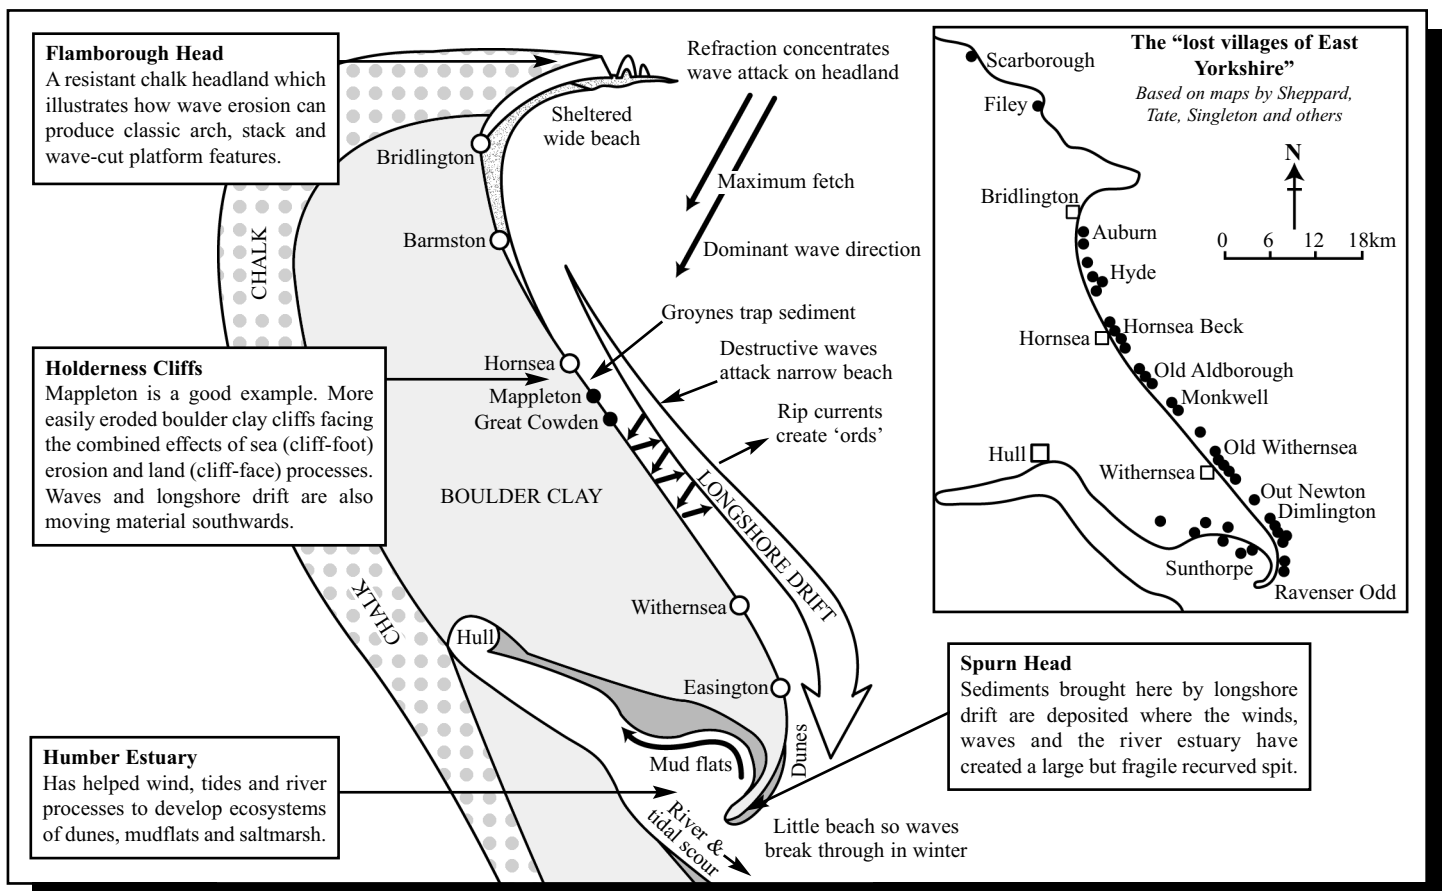 Flamborough Head
A resistant chalk headland which
illustrates how wave erosion can
produce classic arch, stack and
wave-cut platform features.
Refraction concentrates
wave attack on headland
Sheltered
wide beach
Bridlington
Maximum fetch
Barmston
Dominant wave direction
CHALK
Groynes trap sediment
Holderness Cliffs
Mappleton is a good example. More
easily eroded boulder clay cliffs facing
the combined effects of sea (cliff-foot)
erosion and land (cliff-face) processes.
Waves and longshore drift are also
moving material southwards.
Hornsea
Mappleton
Great Cowden
Destructive waves
attack narrow beach
Rip currents
create ‘ords’
BOULDER CLAY
LONGSHORE DRIFT
CHALK
Withernsea
Hull
Easington
Dunes
Mud flats
Humber Estuary
Has helped wind, tides and river
processes to develop ecosystems
of dunes, mudflats and saltmarsh.
River &
tidal scour
Little beach so waves
break through in winter
Spurn Head
Sediments brought here by longshore
drift are deposited where the winds,
waves and the river estuary have
created a large but fragile recurved spit.
The “lost villages of East
Yorkshire”
Based on maps by Sheppard,
Tate, Singleton and others
Scarborough
Filey
N
Bridlington
Auburn
0 6 12 18km
Hyde
Hornsea Beck
Hornsea
Old Aldborough
Monkwell
Old Withernsea
Hull
Withernsea
Out Newton
Dimlington
Sunthorpe
Ravenser Odd